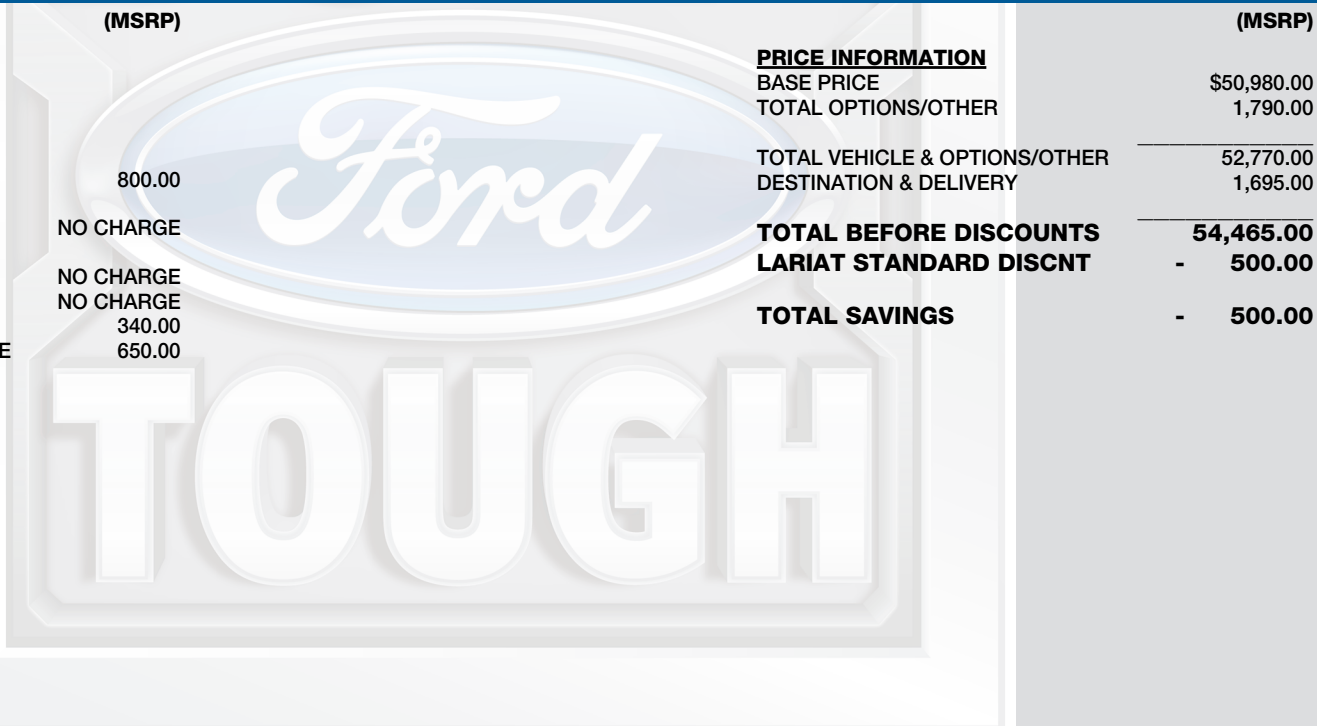 (MSRP)
800.00
NO CHARGE
NO CHARGE
NO CHARGE
340.00
E 650.00
(MSRP)
PRICE INFORMATION
BASE PRICE $50,980.00
TOTAL OPTIONS/OTHER 1,790.00
TOTAL VEHICLE & OPTIONS/OTHER 52,770.00
DESTINATION & DELIVERY 1,695.00
TOTAL BEFORE DISCOUNTS 54,465.00
LARIAT STANDARD DISCNT - 500.00
TOTAL SAVINGS - 500.00
Ford
TOUGH